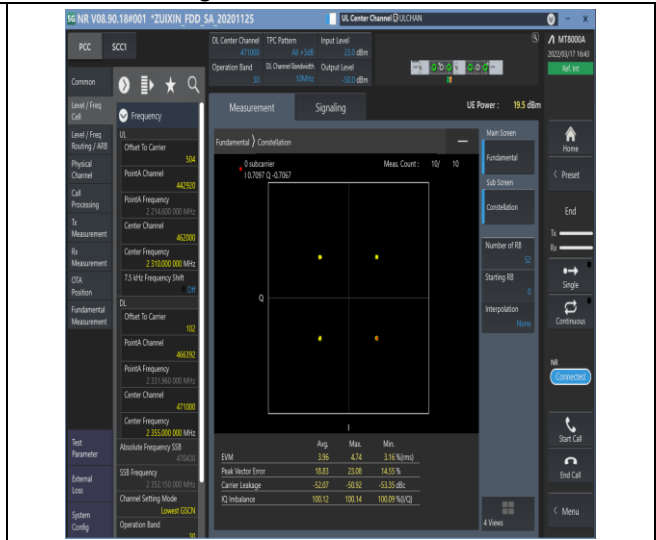 5G NR V08.90.18#001 *ZUIXIN_FDD_SA_20201125
UL Center Channel ULCHAN
PCC
SCC1
DL Center Channel
471000
TPC Pattern
All +3dB
Input Level
23.0 dBm
Operation Band
30
DL Channel Bandwidth
10MHz
Output Level
-50.0 dBm
MT8000A
2022/03/17 16:43
Ref. Int
Common
Level / Freq
Cell
Level / Freq
Routing / ARB
Physical
Channel
Call
Processing
Tx
Measurement
Rx
Measurement
OTA
Position
Fundamental
Measurement
Test
Parameter
External
Loss
System
Config
Frequency
UL
Offset To Carrier
504
PointA Channel
442920
PointA Frequency
2 214.600 000 MHz
Center Channel
462000
Center Frequency
2 310.000 000 MHz
7.5 kHz Frequency Shift
Off
DL
Offset To Carrier
102
PointA Channel
466392
PointA Frequency
2 331.960 000 MHz
Center Channel
471000
Center Frequency
2 355.000 000 MHz
Absolute Frequency SSB
470430
SSB Frequency
2 352.150 000 MHz
Channel Setting Mode
Lowest GSCN
Operation Band
30
Measurement
Signaling
UE Power : 19.5 dBm
Fundamental 〉 Constellation
0 subcarrier
I 0.7097 Q -0.7067
Meas. Count : 10/ 10
Q
I
Avg. Max. Min.
EVM 3.96 4.74 3.16 %(rms)
Peak Vector Error 18.83 23.08 14.55 %
Carrier Leakage -52.07 -50.92 -53.35 dBc
IQ Imbalance 100.12 100.14 100.09 %(I/Q)
Main Screen
Fundamental
Sub Screen
Constellation
Number of RB
52
Starting RB
0
Interpolation
None
4 Views
Home
Preset
End
Tx
Rx
Single
Continuous
NR
Connected
Start Call
End Call
Menu